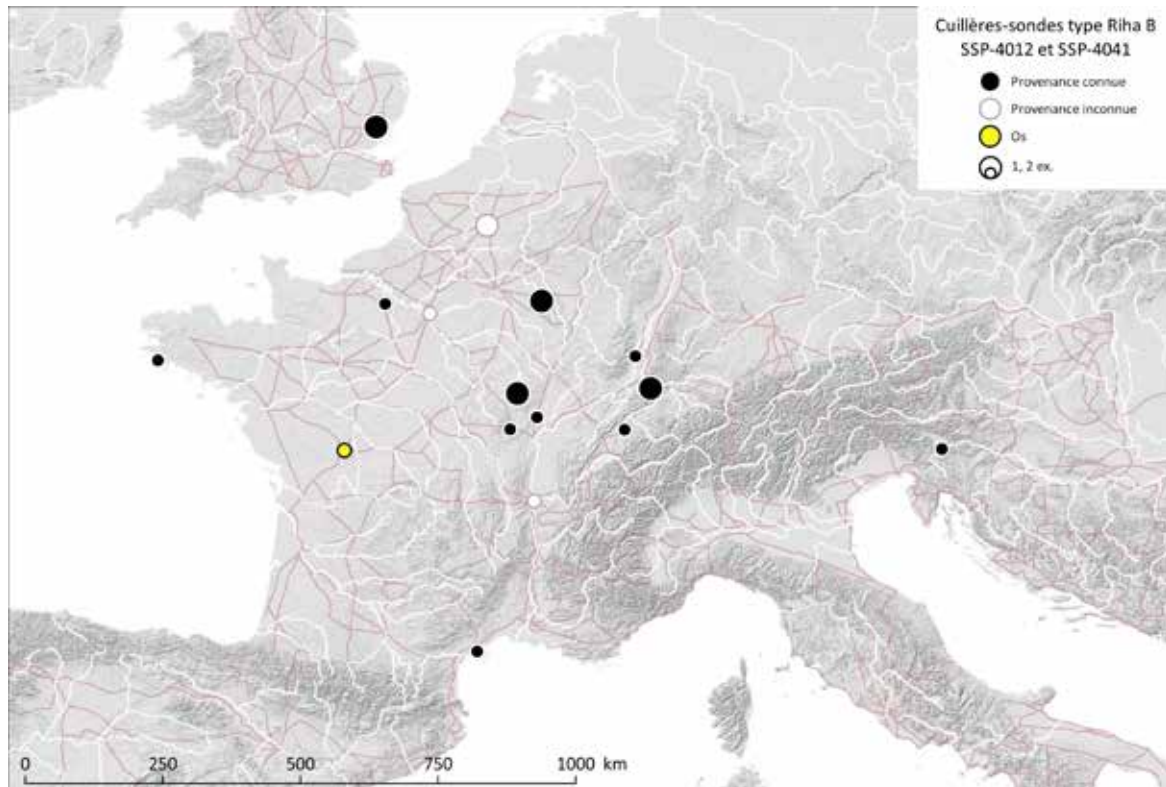 Cuillères-sondes type Riha B
SSP-4012 et SSP-4041
Provenance connue
Provenance inconnue
Os
1, 2 ex.
0 250 500 750 1000 km